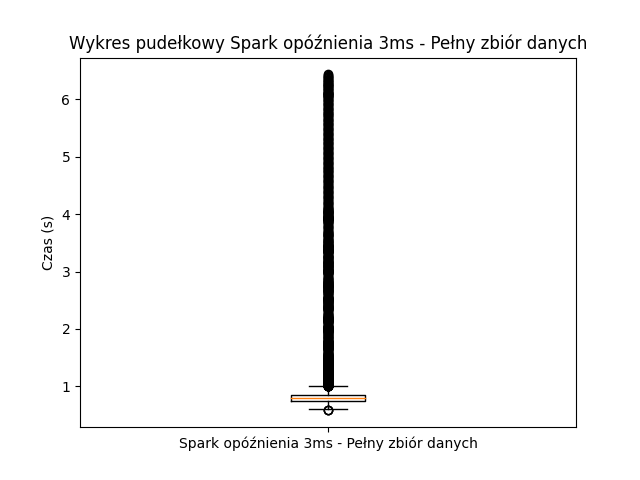 Wykres pudełkowy Spark opóźnienia 3ms - Pełny zbiór danych
6
5
4
3
2
1
Czas (s)
Spark opóźnienia 3ms - Pełny zbiór danych